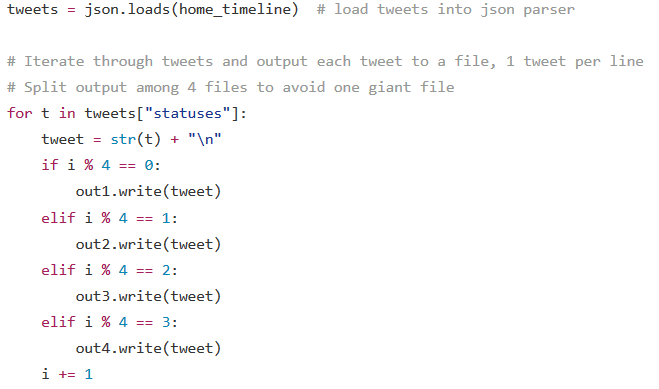 tweets = json.loads(home_timeline)  # load tweets into json parser

# Iterate through tweets and output each tweet to a file, 1 tweet per line
# Split output among 4 files to avoid one giant file
for t in tweets["statuses"]:
    tweet = str(t) + "\n"
    if i % 4 == 0:
        out1.write(tweet)
    elif i % 4 == 1:
        out2.write(tweet)
    elif i % 4 == 2:
        out3.write(tweet)
    elif i % 4 == 3:
        out4.write(tweet)
    i += 1